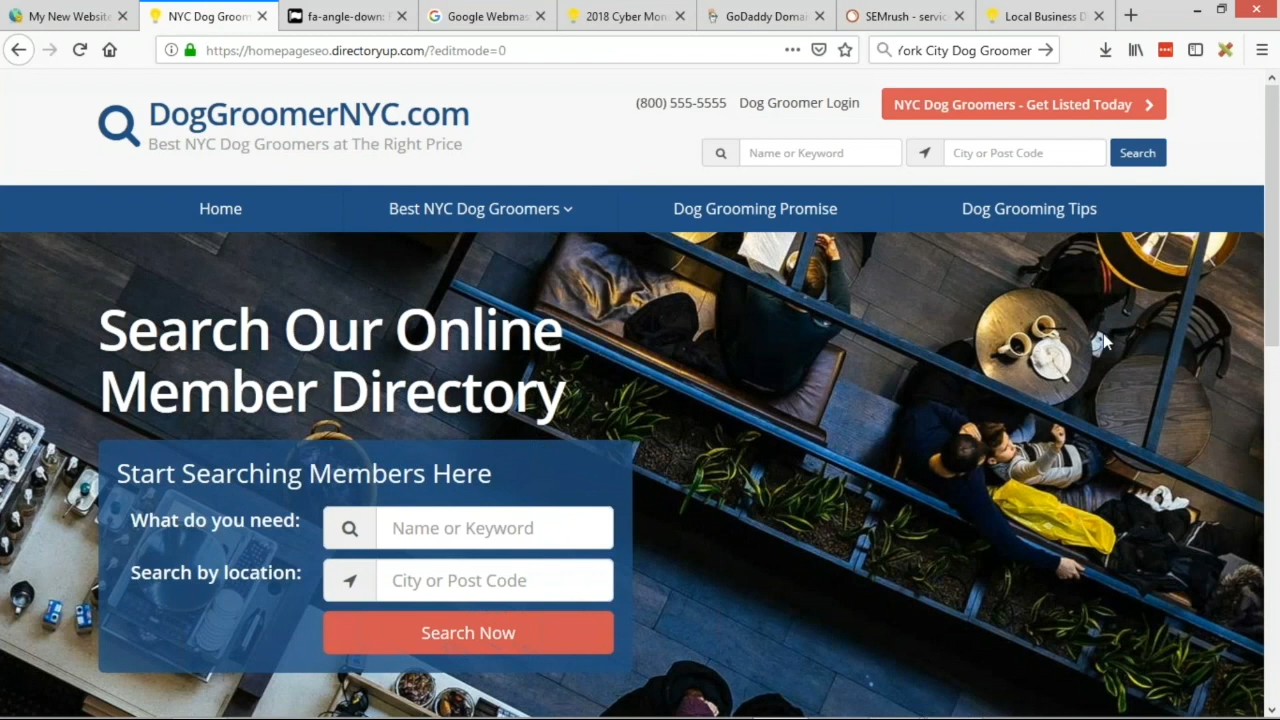 My New Website
NYC Dog Groom
fa-angle-down: F
Google Webmas
2018 Cyber Mon
GoDaddy Domai
SEMrush - servic
Local Business D
https://homepageseo.directoryup.com/?editmode=0
York City Dog Groomer
DogGroomerNYC.com
Best NYC Dog Groomers at The Right Price
(800) 555-5555 Dog Groomer Login
NYC Dog Groomers - Get Listed Today
Name or Keyword
City or Post Code
Search
Home
Best NYC Dog Groomers
Dog Grooming Promise
Dog Grooming Tips
Search Our Online
Member Directory
Start Searching Members Here
What do you need:
Name or Keyword
Search by location:
City or Post Code
Search Now